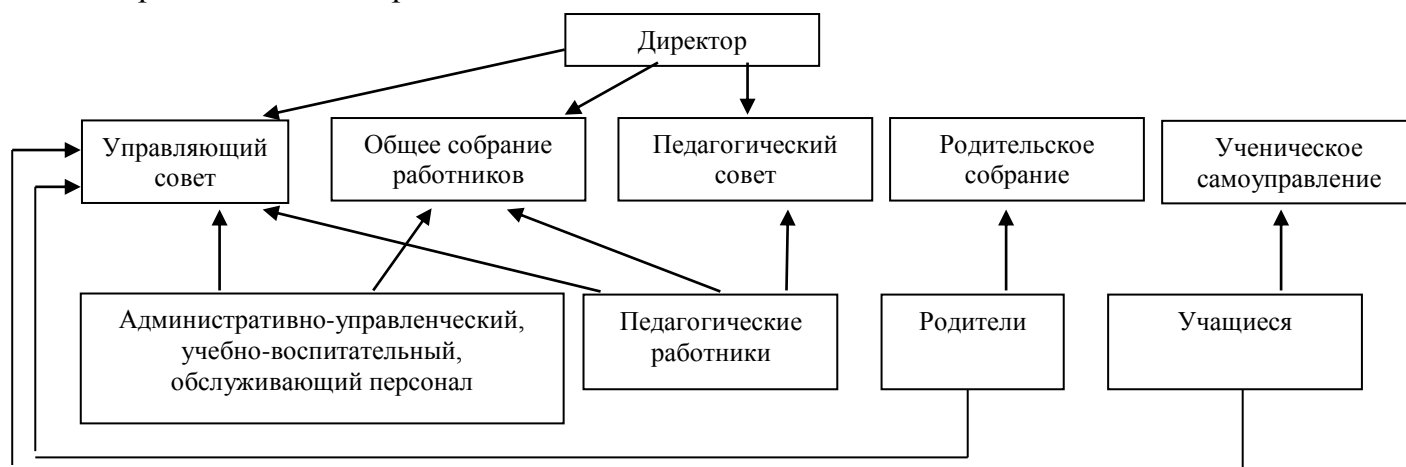 Директор
Управляющий
совет
Общее собрание
работников
Педагогический
совет
Родительское
собрание
Ученическое
самоуправление
Административно-управленческий,
учебно-воспитательный,
обслуживающий персонал
Педагогические
работники
Родители
Учащиеся